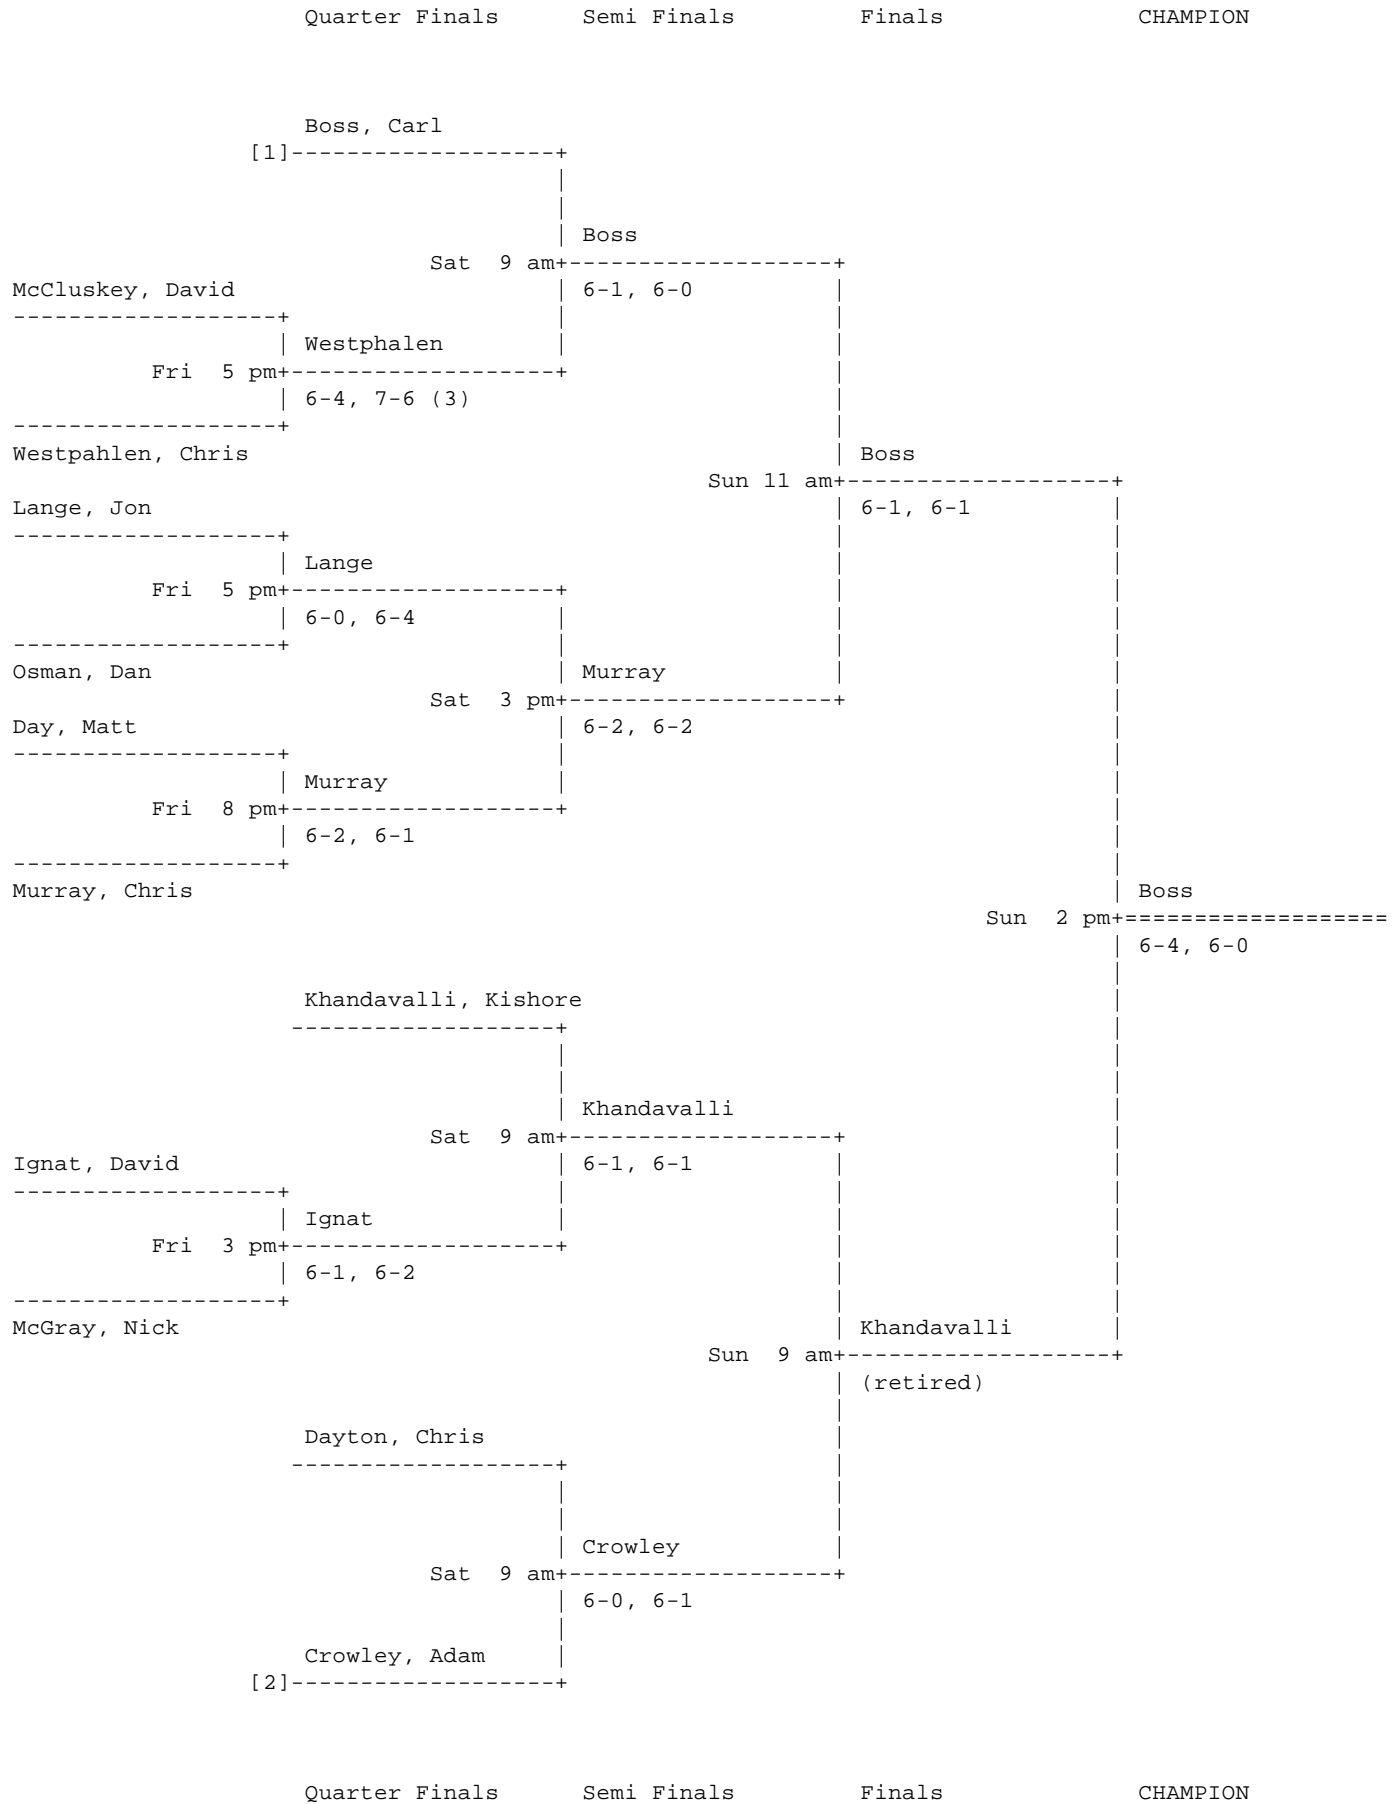 Quarter Finals Semi Finals Finals CHAMPION
Boss, Carl
[1]
Boss
Sat 9 am
McCluskey, David 6-1, 6-0
Westphalen
Fri 5 pm
6-4, 7-6 (3)
Westpahlen, Chris Boss
Sun 11 am
Lange, Jon 6-1, 6-1
Lange
Fri 5 pm
6-0, 6-4
Osman, Dan Murray
Sat 3 pm
Day, Matt 6-2, 6-2
Murray
Fri 8 pm
6-2, 6-1
Murray, Chris Boss
Sun 2 pm
6-4, 6-0
Khandavalli, Kishore
Khandavalli
Sat 9 am
Ignat, David 6-1, 6-1
Ignat
Fri 3 pm
6-1, 6-2
McGray, Nick Khandavalli
Sun 9 am
(retired)
Dayton, Chris
Crowley
Sat 9 am
6-0, 6-1
Crowley, Adam
[2]
Quarter Finals Semi Finals Finals CHAMPION